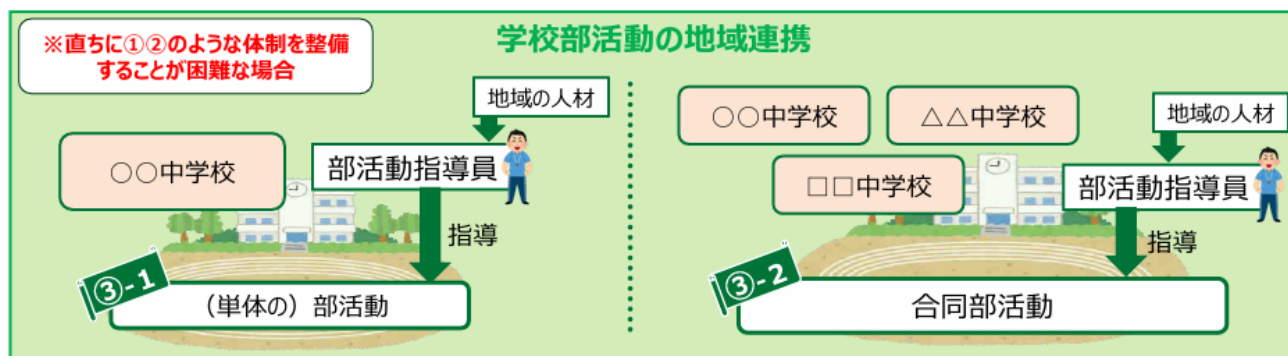 学校部活動の地域連携
※直ちに①②のような体制を整備
することが困難な場合
地域の人材
○○中学校
部活動指導員
指導
③-1
（単体の）部活動
○○中学校
△△中学校
地域の人材
□□中学校
部活動指導員
指導
③-2
合同部活動